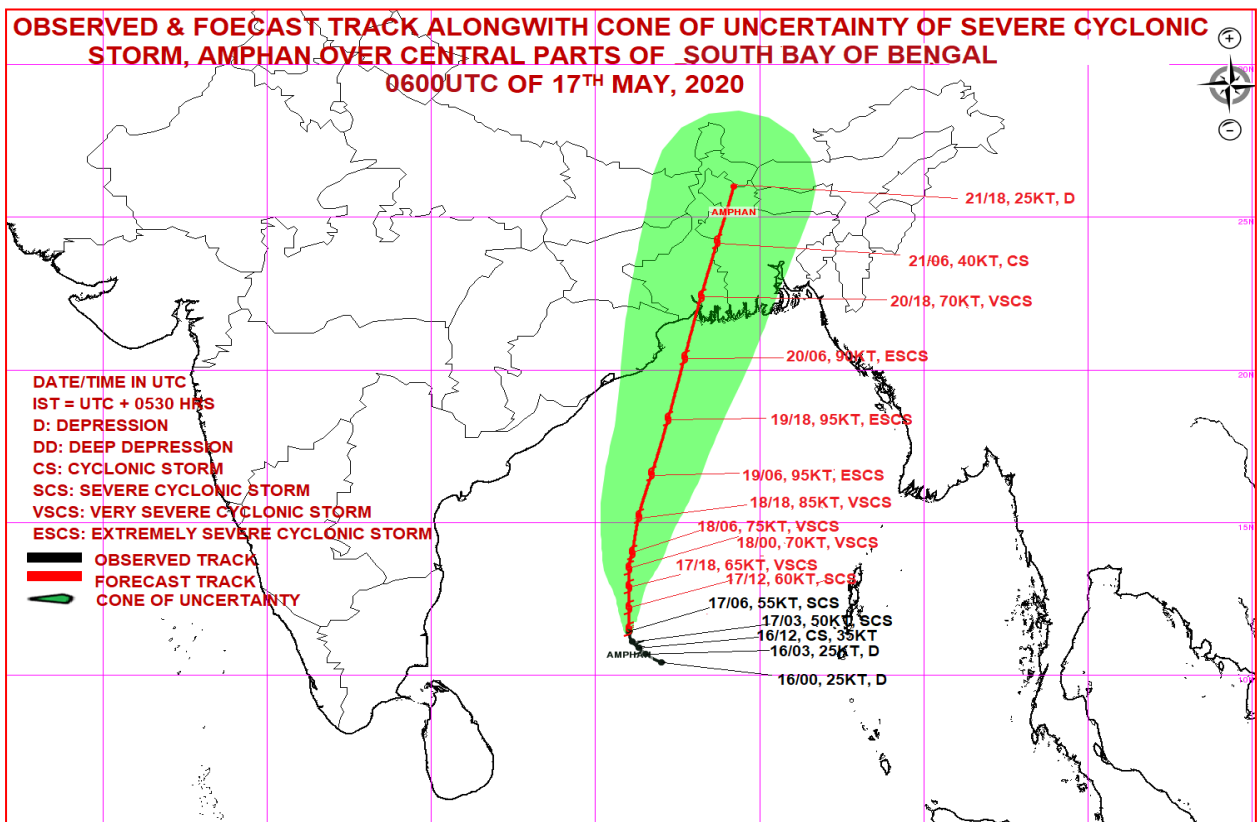 OBSERVED & FOECAST TRACK ALONGWITH CONE OF UNCERTAINTY OF SEVERE CYCLONIC
STORM, AMPHAN OVER CENTRAL PARTS OF SOUTH BAY OF BENGAL
0600UTC OF 17TH MAY, 2020
+
−
21/18, 25KT, D
AMPHAN
25N
21/06, 40KT, CS
20/18, 70KT, VSCS
20/06, 90KT, ESCS
20N
DATE/TIME IN UTC
IST = UTC + 0530 HRS
D: DEPRESSION
DD: DEEP DEPRESSION
CS: CYCLONIC STORM
SCS: SEVERE CYCLONIC STORM
VSCS: VERY SEVERE CYCLONIC STORM
ESCS: EXTREMELY SEVERE CYCLONIC STORM
OBSERVED TRACK
FORECAST TRACK
CONE OF UNCERTAINTY
19/18, 95KT, ESCS
19/06, 95KT, ESCS
18/18, 85KT, VSCS
15N
18/06, 75KT, VSCS
18/00, 70KT, VSCS
17/18, 65KT, VSCS
17/12, 60KT, SCS
17/06, 55KT, SCS
17/03, 50KT, SCS
16/12, CS, 35KT
16/03, 25KT, D
AMPHAN
16/00, 25KT, D
10N